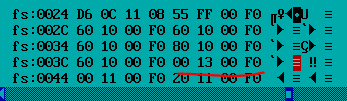 fs:0024 D6 0C 11 08 55 FF 00 F0 ╓♀◄◘U ≡
fs:002C 60 10 00 F0 60 10 00 F0 `► ≡`► ≡
fs:0034 60 10 00 F0 80 10 00 F0 `► ≡Ç► ≡
fs:003C 60 10 00 F0 00 13 00 F0 `► ≡ ‼ ≡
fs:0044 00 11 00 F0 20 11 00 F0 ◄ ≡ ◄ ≡